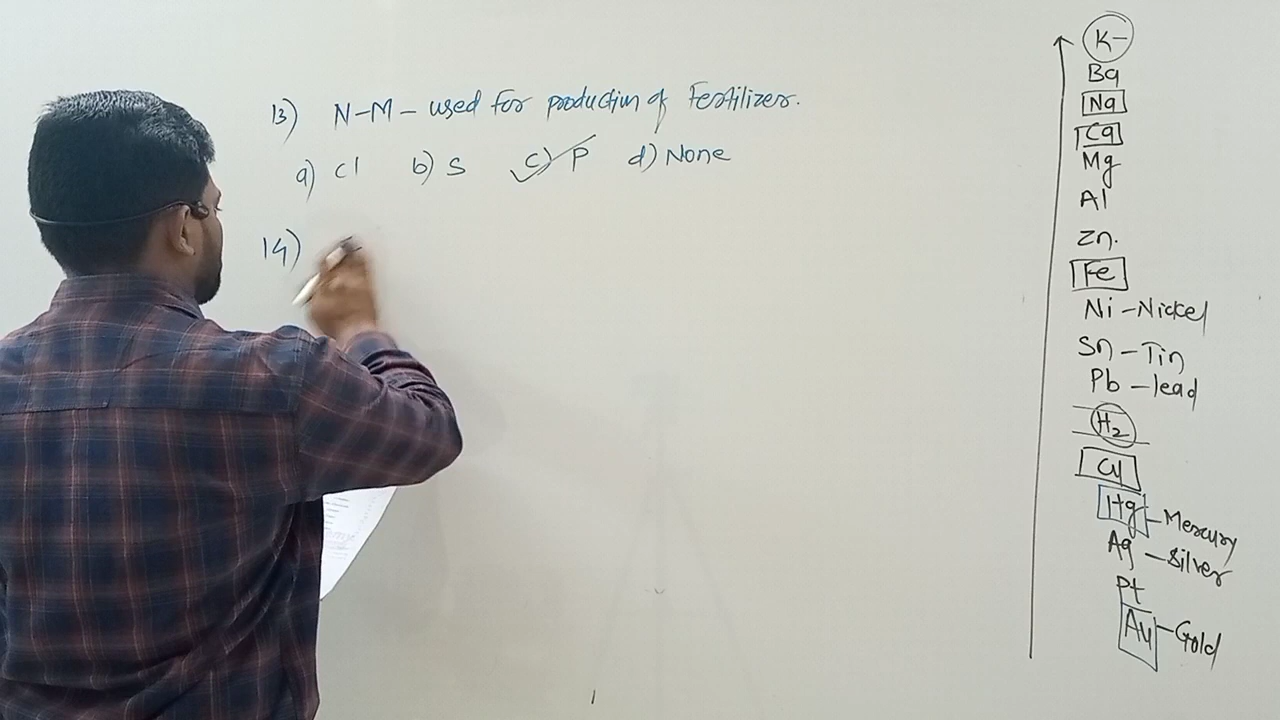 13) N-M - used for production of Fertilizer.
a) Cl b) S c) P d) None
14)
K
Ba
Na
Ca
Mg
Al
Zn.
Fe
Ni - Nickel
Sn - Tin
Pb - lead
H2
Cu
Hg - Mercury
Ag - Silver
Pt
Au - Gold